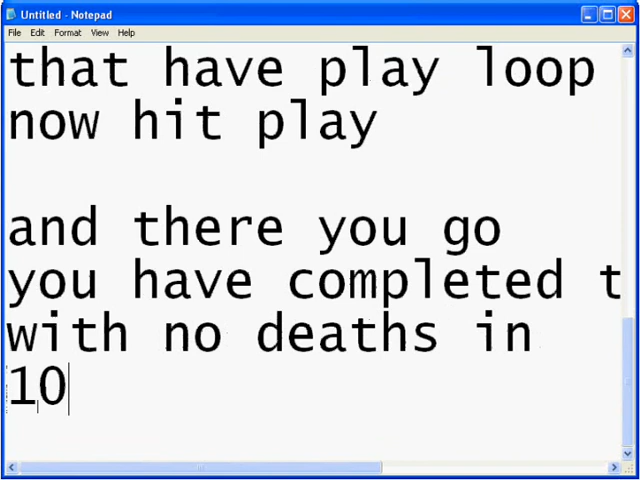 Untitled - Notepad
File Edit Format View Help
that have play loop
now hit play
and there you go
you have completed t
with no deaths in
10